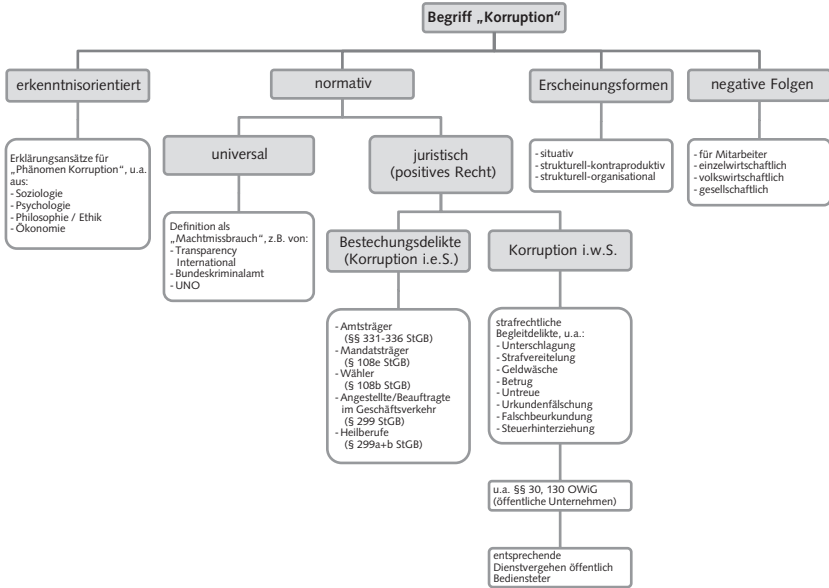 Begriff „Korruption“
erkenntnisorientiert
normativ
Erscheinungsformen
negative Folgen
Erklärungsansätze für
„Phänomen Korruption“, u.a.
aus:
- Soziologie
- Psychologie
- Philosophie / Ethik
- Ökonomie
universal
juristisch
(positives Recht)
- situativ
- strukturell-kontraproduktiv
- strukturell-organisational
- für Mitarbeiter
- einzelwirtschaftlich
- volkswirtschaftlich
- gesellschaftlich
Definition als
„Machtmissbrauch“, z.B. von:
- Transparency
International
- Bundeskriminalamt
- UNO
Bestechungsdelikte
(Korruption i.e.S.)
Korruption i.w.S.
- Amtsträger
(§§ 331-336 StGB)
- Mandatsträger
(§ 108e StGB)
- Wähler
(§ 108b StGB)
- Angestellte/Beauftragte
im Geschäftsverkehr
(§ 299 StGB)
- Heilberufe
(§ 299a+b StGB)
strafrechtliche
Begleitdelikte, u.a.:
- Unterschlagung
- Strafvereitelung
- Geldwäsche
- Betrug
- Untreue
- Urkundenfälschung
- Falschbeurkundung
- Steuerhinterziehung
u.a. §§ 30, 130 OWiG
(öffentliche Unternehmen)
entsprechende
Dienstvergehen öffentlich
Bediensteter